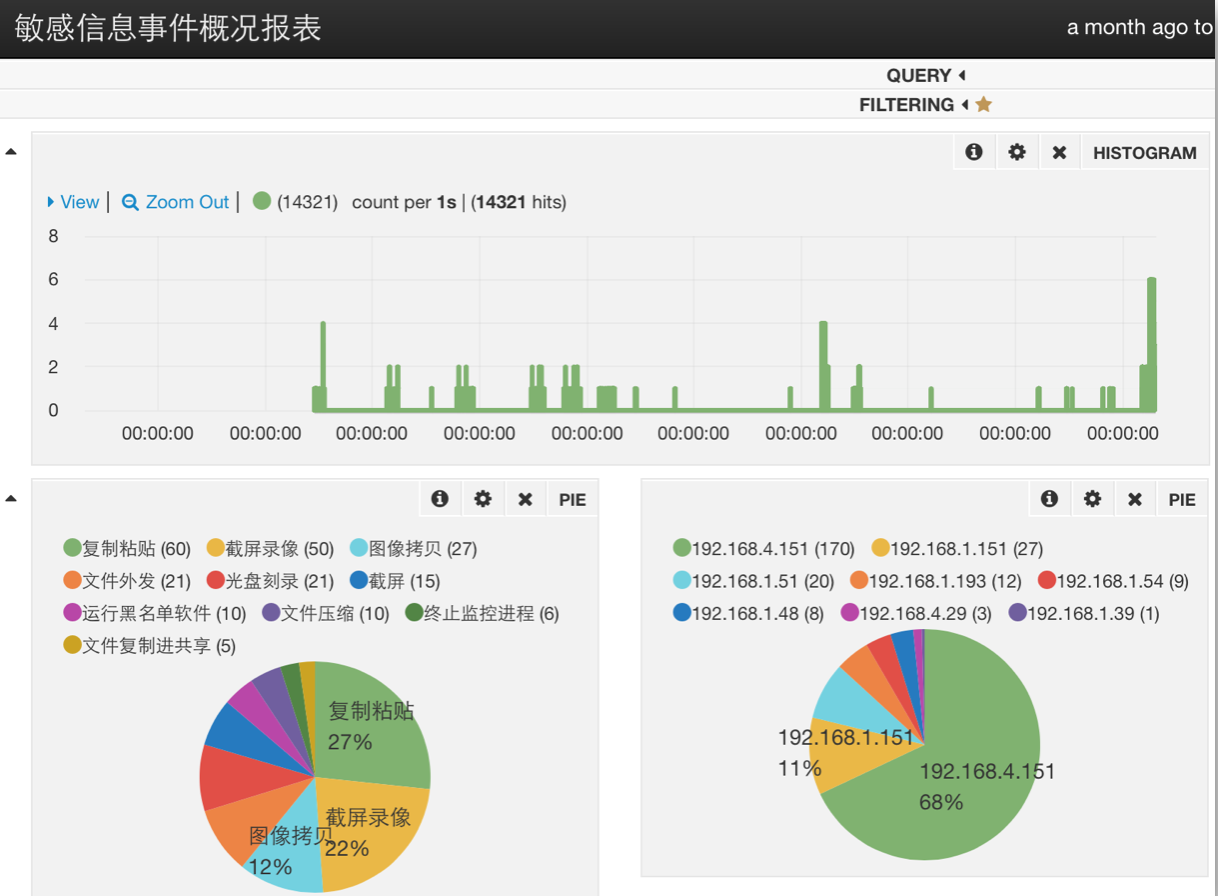 敏感信息事件概况报表 a month ago to
QUERY
FILTERING
HISTOGRAM
View | Zoom Out | (14321) count per 1s | (14321 hits)
8
6
4
2
0
00:00:00 00:00:00 00:00:00 00:00:00 00:00:00 00:00:00 00:00:00 00:00:00 00:00:00 00:00:00
PIE
复制粘贴 (60) 截屏录像 (50) 图像拷贝 (27)
文件外发 (21) 光盘刻录 (21) 截屏 (15)
运行黑名单软件 (10) 文件压缩 (10) 终止监控进程 (6)
文件复制进共享 (5)
复制粘贴
27%
截屏录像
22%
图像拷贝
12%
PIE
192.168.4.151 (170) 192.168.1.151 (27)
192.168.1.51 (20) 192.168.1.193 (12) 192.168.1.54 (9)
192.168.1.48 (8) 192.168.4.29 (3) 192.168.1.39 (1)
192.168.1.151
11%
192.168.4.151
68%